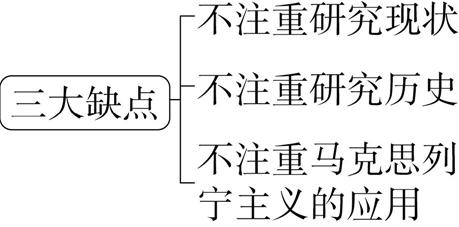 三大缺点
不注重研究现状
不注重研究历史
不注重马克思列
宁主义的应用